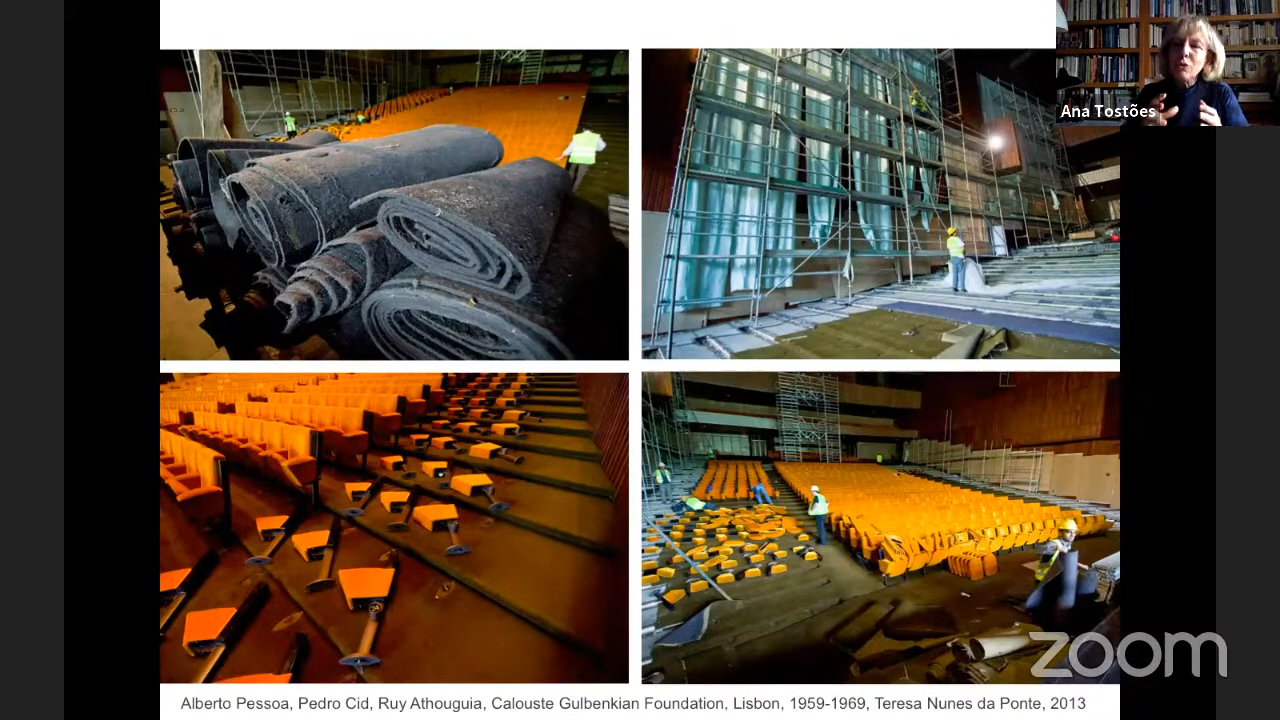 Ana Tostões
zoom
Alberto Pessoa, Pedro Cid, Ruy Athouguia, Calouste Gulbenkian Foundation, Lisbon, 1959-1969, Teresa Nunes da Ponte, 2013